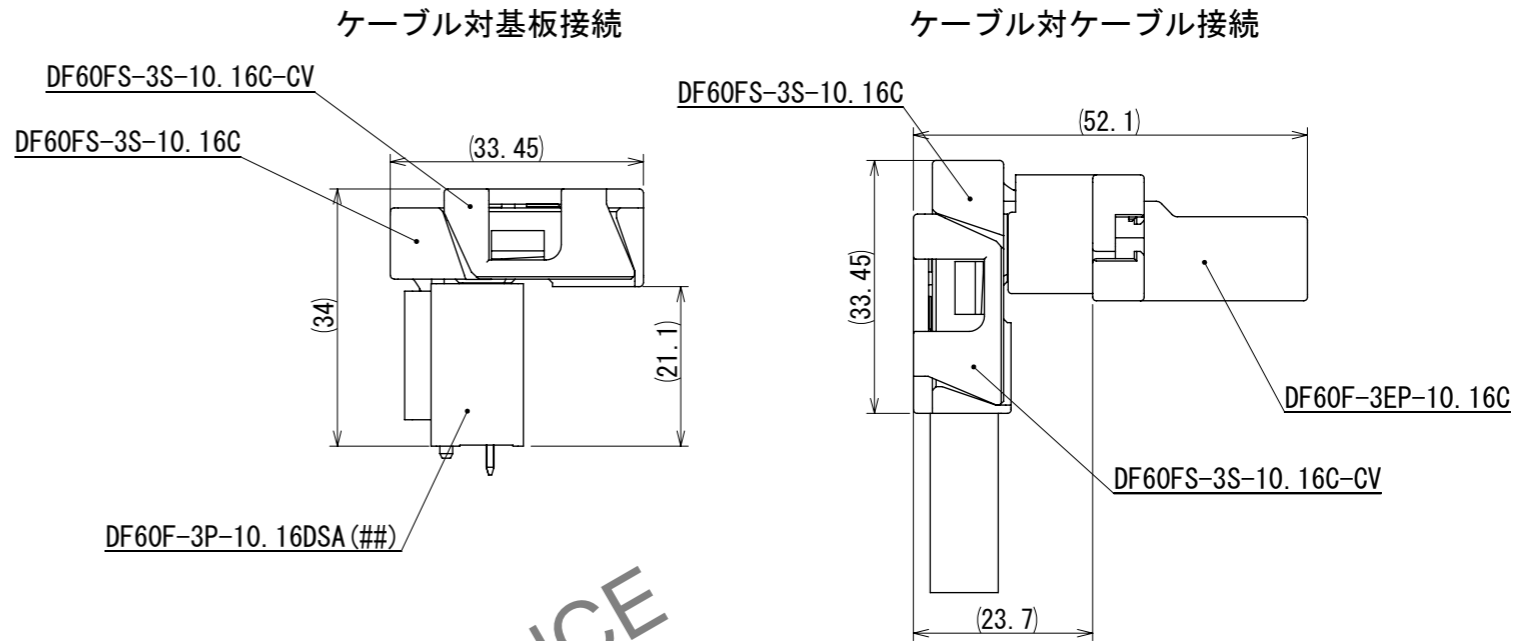 ケーブル対基板接続
DF60FS-3S-10.16C-CV
DF60FS-3S-10.16C
(33.45)
(34)
(21.1)
DF60F-3P-10.16DSA(##)
ケーブル対ケーブル接続
DF60FS-3S-10.16C
(52.1)
(33.45)
DF60F-3EP-10.16C
DF60FS-3S-10.16C-CV
(23.7)